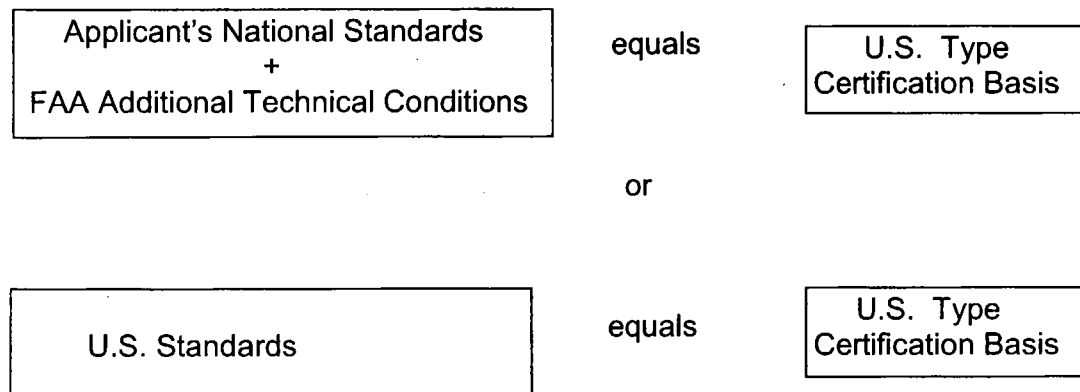 Applicant's National Standards
+
FAA Additional Technical Conditions
equals
U.S. Type
Certification Basis
or
U.S. Standards
equals
U.S. Type
Certification Basis